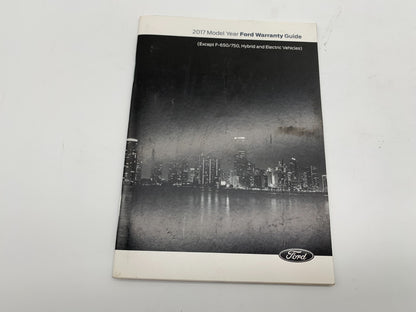 2017 Model Year Ford Warranty Guide
(Except F-650/750, Hybrid and Electric Vehicles)
Ford